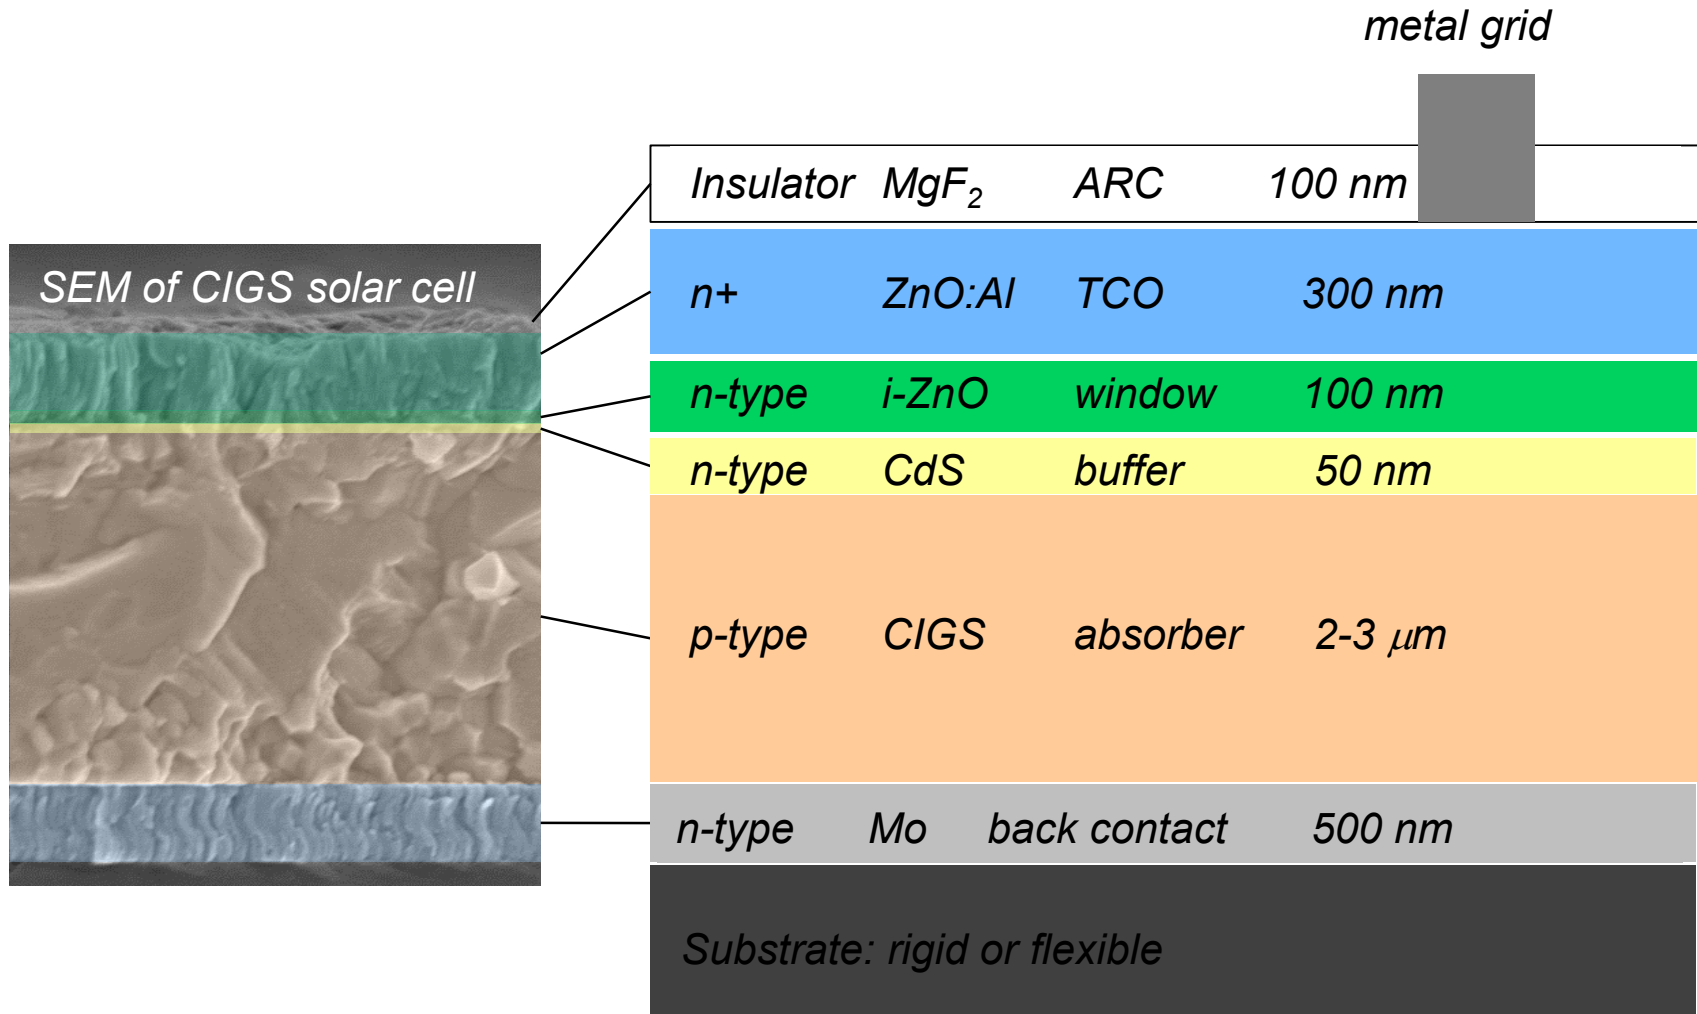 metal grid
Insulator MgF₂ ARC 100 nm
SEM of CIGS solar cell
n+ ZnO:Al TCO 300 nm
n-type i-ZnO window 100 nm
n-type CdS buffer 50 nm
p-type CIGS absorber 2-3 μm
n-type Mo back contact 500 nm
Substrate: rigid or flexible